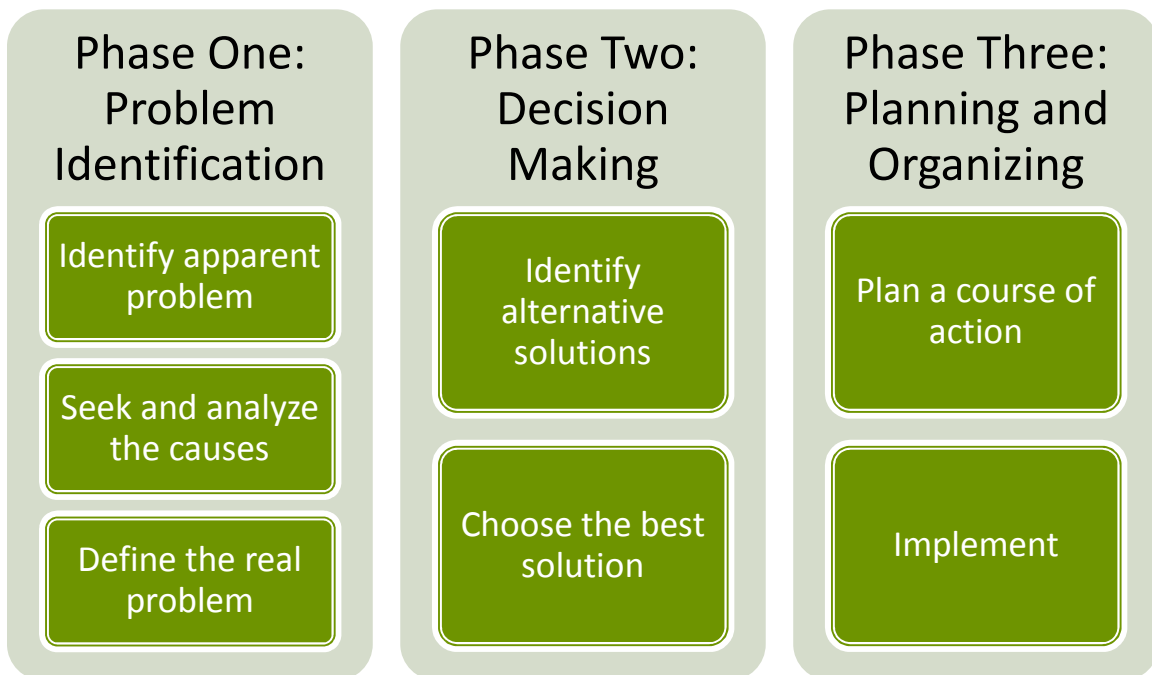 Phase One:
Problem
Identification
Identify apparent
problem
Seek and analyze
the causes
Define the real
problem
Phase Two:
Decision
Making
Identify
alternative
solutions
Choose the best
solution
Phase Three:
Planning and
Organizing
Plan a course of
action
Implement